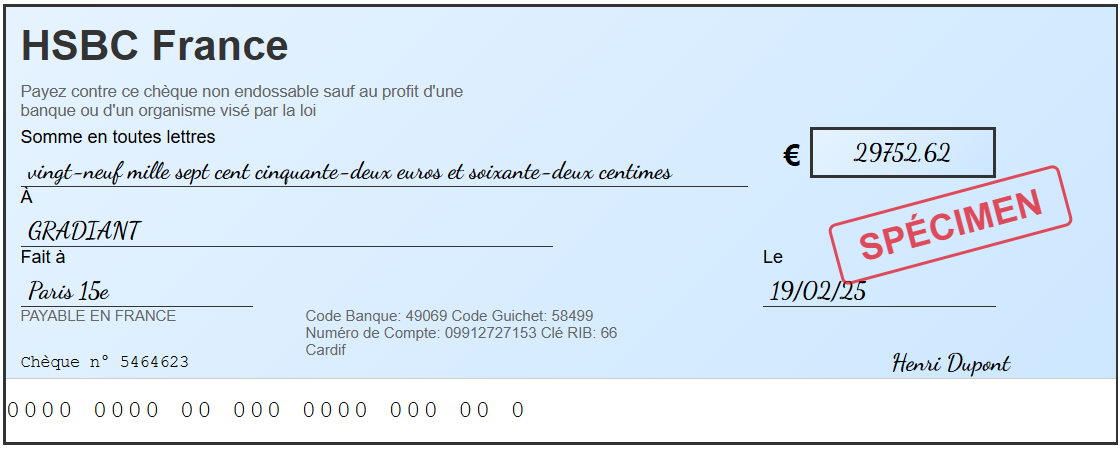 HSBC France
Payez contre ce chèque non endossable sauf au profit d'une
banque ou d'un organisme visé par la loi
Somme en toutes lettres
vingt-neuf mille sept cent cinquante-deux euros et soixante-deux centimes
€ 29752,62
À
GRADIANT
SPÉCIMEN
Fait à
Le
Paris 15e
19/02/25
PAYABLE EN FRANCE
Code Banque: 49069 Code Guichet: 58499
Numéro de Compte: 09912727153 Clé RIB: 66
Cardif
Chèque n° 5464623
Henri Dupont
0000 0000 00 000 0000 000 00 0